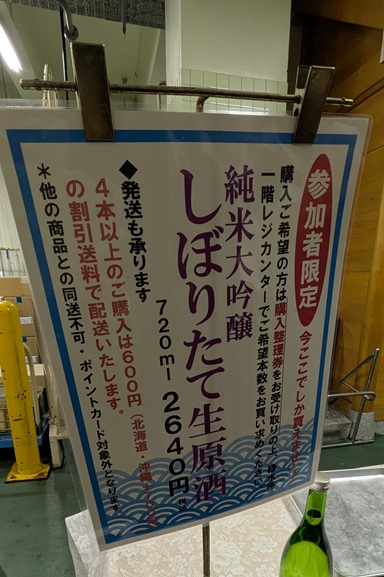 参加者限定
今ここでしか買えません!
購入ご希望の方は購入整理券をお受け取りの上、
一階レジカウンターでご希望本数をお買い求めください
純米大吟醸
しぼりたて生原酒
720ml 2640円
◆発送も承ります
4本以上のご購入は600円(北海道・沖縄
の割引送料で配送いたします。
*他の商品との同送不可・ポイントカード対象外となります